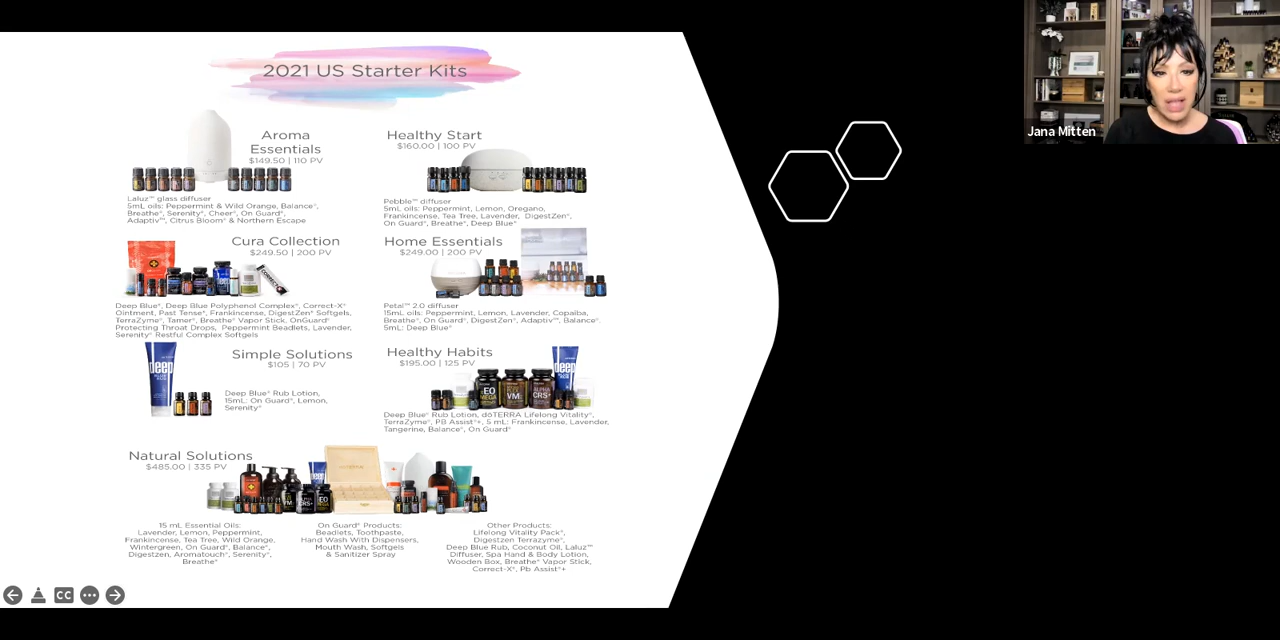 2021 US Starter Kits
Aroma
Essentials
$149.50 | 110 PV
Laluz™ glass diffuser
5mL oils: Peppermint & Wild Orange, Balance®,
Breathe®, Serenity®, Cheer®, On Guard®,
Adaptiv™, Citrus Bloom® & Northern Escape
Healthy Start
$160.00 | 100 PV
Pebble™ diffuser
5mL oils: Peppermint, Lemon, Oregano,
Frankincense, Tea Tree, Lavender, DigestZen®,
On Guard®, Breathe®, Deep Blue®
Cura Collection
$249.50 | 200 PV
Deep Blue®, Deep Blue Polyphenol Complex®, Correct-X®
Ointment, Past Tense®, Frankincense, DigestZen® Softgels,
TerraZyme®, Tamer®, Breathe® Vapor Stick, OnGuard®
Protecting Throat Drops, Peppermint Beadlets, Lavender,
Serenity® Restful Complex Softgels
Home Essentials
$249.00 | 200 PV
Petal™ 2.0 diffuser
15mL oils: Peppermint, Lemon, Lavender, Copaiba,
Breathe®, On Guard®, DigestZen®, Adaptiv™, Balance®.
5mL: Deep Blue®
Simple Solutions
$105 | 70 PV
deep
Deep Blue® Rub Lotion,
15mL: On Guard®, Lemon,
Serenity®
Healthy Habits
$195.00 | 125 PV
EO
MEGA
VM
ALPHA
CRS+
deep
Deep Blue® Rub Lotion, dōTERRA Lifelong Vitality®,
TerraZyme®, PB Assist®+, 5 mL: Frankincense, Lavender,
Tangerine, Balance®, On Guard®
Natural Solutions
$485.00 | 335 PV
15 mL Essential Oils:
Lavender, Lemon, Peppermint,
Frankincense, Tea Tree, Wild Orange,
Wintergreen, On Guard®, Balance®,
Digestzen, Aromatouch®, Serenity®,
Breathe®
On Guard® Products:
Beadlets, Toothpaste,
Hand Wash With Dispensers,
Mouth Wash, Softgels
& Sanitizer Spray
Other Products:
Lifelong Vitality Pack®,
Digestzen Terrazyme®,
Deep Blue Rub, Coconut Oil, Laluz™
Diffuser, Spa Hand & Body Lotion,
Wooden Box, Breathe® Vapor Stick,
Correct-X®, Pb Assist®+
CC
Jana Mitten